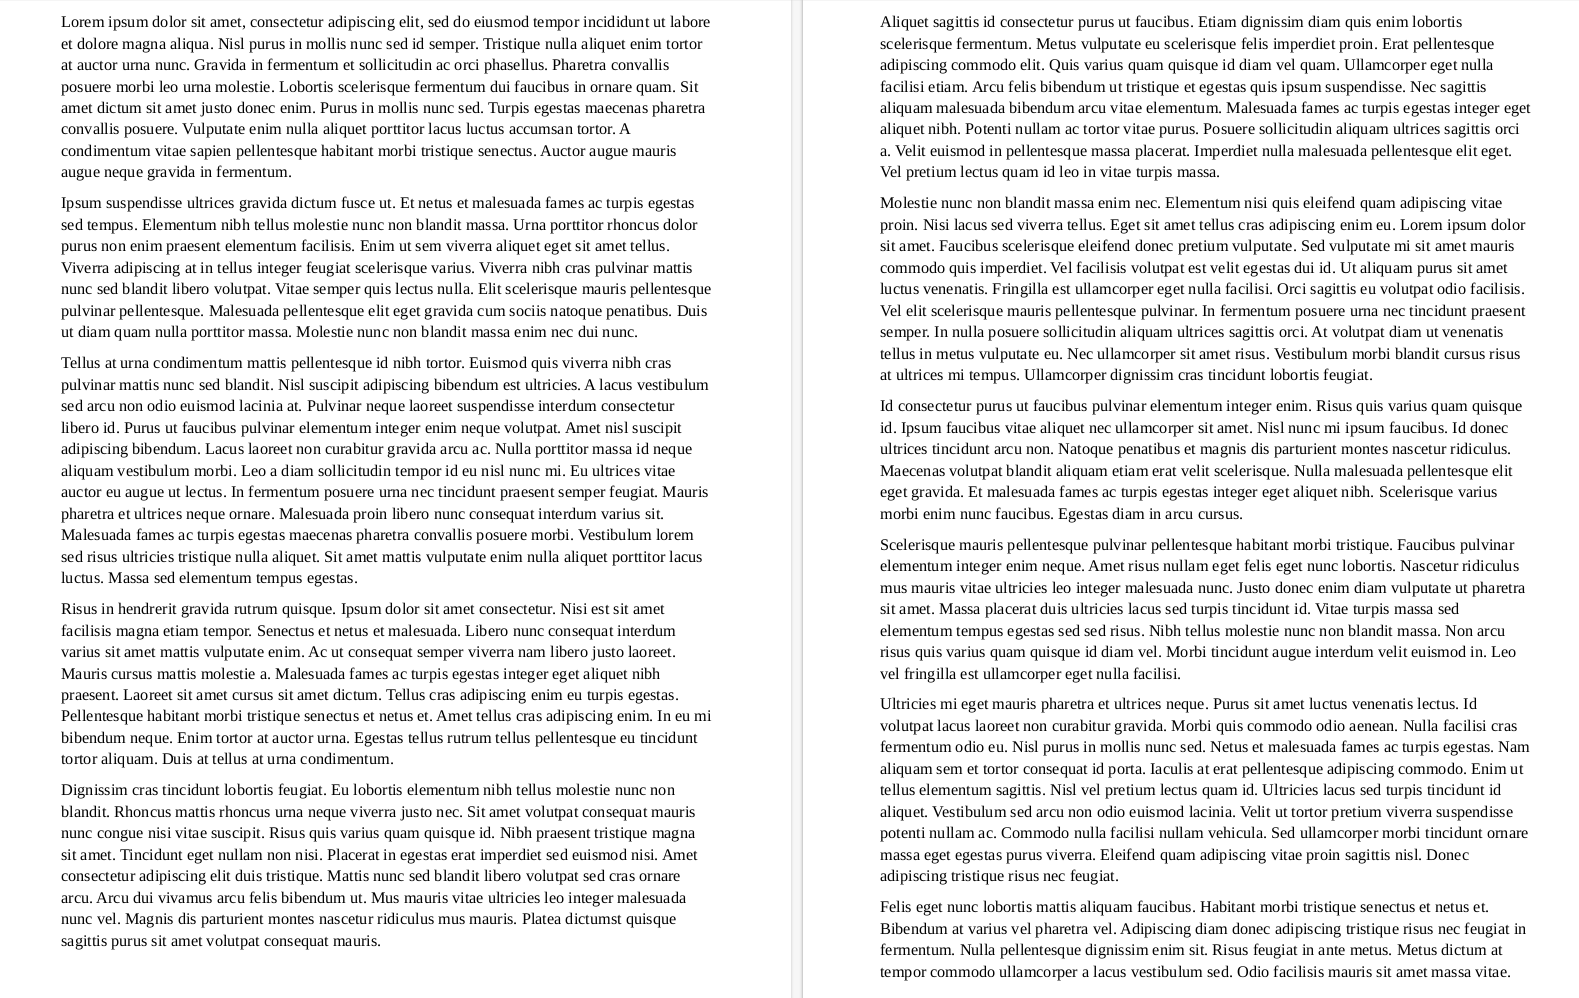 Lorem ipsum dolor sit amet, consectetur adipiscing elit, sed do eiusmod tempor incididunt ut labore
et dolore magna aliqua. Nisl purus in mollis nunc sed id semper. Tristique nulla aliquet enim tortor
at auctor urna nunc. Gravida in fermentum et sollicitudin ac orci phasellus. Pharetra convallis
posuere morbi leo urna molestie. Lobortis scelerisque fermentum dui faucibus in ornare quam. Sit
amet dictum sit amet justo donec enim. Purus in mollis nunc sed. Turpis egestas maecenas pharetra
convallis posuere. Vulputate enim nulla aliquet porttitor lacus luctus accumsan tortor. A
condimentum vitae sapien pellentesque habitant morbi tristique senectus. Auctor augue mauris
augue neque gravida in fermentum.
Ipsum suspendisse ultrices gravida dictum fusce ut. Et netus et malesuada fames ac turpis egestas
sed tempus. Elementum nibh tellus molestie nunc non blandit massa. Urna porttitor rhoncus dolor
purus non enim praesent elementum facilisis. Enim ut sem viverra aliquet eget sit amet tellus.
Viverra adipiscing at in tellus integer feugiat scelerisque varius. Viverra nibh cras pulvinar mattis
nunc sed blandit libero volutpat. Vitae semper quis lectus nulla. Elit scelerisque mauris pellentesque
pulvinar pellentesque. Malesuada pellentesque elit eget gravida cum sociis natoque penatibus. Duis
ut diam quam nulla porttitor massa. Molestie nunc non blandit massa enim nec dui nunc.
Tellus at urna condimentum mattis pellentesque id nibh tortor. Euismod quis viverra nibh cras
pulvinar mattis nunc sed blandit. Nisl suscipit adipiscing bibendum est ultricies. A lacus vestibulum
sed arcu non odio euismod lacinia at. Pulvinar neque laoreet suspendisse interdum consectetur
libero id. Purus ut faucibus pulvinar elementum integer enim neque volutpat. Amet nisl suscipit
adipiscing bibendum. Lacus laoreet non curabitur gravida arcu ac. Nulla porttitor massa id neque
aliquam vestibulum morbi. Leo a diam sollicitudin tempor id eu nisl nunc mi. Eu ultrices vitae
auctor eu augue ut lectus. In fermentum posuere urna nec tincidunt praesent semper feugiat. Mauris
pharetra et ultrices neque ornare. Malesuada proin libero nunc consequat interdum varius sit.
Malesuada fames ac turpis egestas maecenas pharetra convallis posuere morbi. Vestibulum lorem
sed risus ultricies tristique nulla aliquet. Sit amet mattis vulputate enim nulla aliquet porttitor lacus
luctus. Massa sed elementum tempus egestas.
Risus in hendrerit gravida rutrum quisque. Ipsum dolor sit amet consectetur. Nisi est sit amet
facilisis magna etiam tempor. Senectus et netus et malesuada. Libero nunc consequat interdum
varius sit amet mattis vulputate enim. Ac ut consequat semper viverra nam libero justo laoreet.
Mauris cursus mattis molestie a. Malesuada fames ac turpis egestas integer eget aliquet nibh
praesent. Laoreet sit amet cursus sit amet dictum. Tellus cras adipiscing enim eu turpis egestas.
Pellentesque habitant morbi tristique senectus et netus et. Amet tellus cras adipiscing enim. In eu mi
bibendum neque. Enim tortor at auctor urna. Egestas tellus rutrum tellus pellentesque eu tincidunt
tortor aliquam. Duis at tellus at urna condimentum.
Dignissim cras tincidunt lobortis feugiat. Eu lobortis elementum nibh tellus molestie nunc non
blandit. Rhoncus mattis rhoncus urna neque viverra justo nec. Sit amet volutpat consequat mauris
nunc congue nisi vitae suscipit. Risus quis varius quam quisque id. Nibh praesent tristique magna
sit amet. Tincidunt eget nullam non nisi. Placerat in egestas erat imperdiet sed euismod nisi. Amet
consectetur adipiscing elit duis tristique. Mattis nunc sed blandit libero volutpat sed cras ornare
arcu. Arcu dui vivamus arcu felis bibendum ut. Mus mauris vitae ultricies leo integer malesuada
nunc vel. Magnis dis parturient montes nascetur ridiculus mus mauris. Platea dictumst quisque
sagittis purus sit amet volutpat consequat mauris.
Aliquet sagittis id consectetur purus ut faucibus. Etiam dignissim diam quis enim lobortis
scelerisque fermentum. Metus vulputate eu scelerisque felis imperdiet proin. Erat pellentesque
adipiscing commodo elit. Quis varius quam quisque id diam vel quam. Ullamcorper eget nulla
facilisi etiam. Arcu felis bibendum ut tristique et egestas quis ipsum suspendisse. Nec sagittis
aliquam malesuada bibendum arcu vitae elementum. Malesuada fames ac turpis egestas integer eget
aliquet nibh. Potenti nullam ac tortor vitae purus. Posuere sollicitudin aliquam ultrices sagittis orci
a. Velit euismod in pellentesque massa placerat. Imperdiet nulla malesuada pellentesque elit eget.
Vel pretium lectus quam id leo in vitae turpis massa.
Molestie nunc non blandit massa enim nec. Elementum nisi quis eleifend quam adipiscing vitae
proin. Nisi lacus sed viverra tellus. Eget sit amet tellus cras adipiscing enim eu. Lorem ipsum dolor
sit amet. Faucibus scelerisque eleifend donec pretium vulputate. Sed vulputate mi sit amet mauris
commodo quis imperdiet. Vel facilisis volutpat est velit egestas dui id. Ut aliquam purus sit amet
luctus venenatis. Fringilla est ullamcorper eget nulla facilisi. Orci sagittis eu volutpat odio facilisis.
Vel elit scelerisque mauris pellentesque pulvinar. In fermentum posuere urna nec tincidunt praesent
semper. In nulla posuere sollicitudin aliquam ultrices sagittis orci. At volutpat diam ut venenatis
tellus in metus vulputate eu. Nec ullamcorper sit amet risus. Vestibulum morbi blandit cursus risus
at ultrices mi tempus. Ullamcorper dignissim cras tincidunt lobortis feugiat.
Id consectetur purus ut faucibus pulvinar elementum integer enim. Risus quis varius quam quisque
id. Ipsum faucibus vitae aliquet nec ullamcorper sit amet. Nisl nunc mi ipsum faucibus. Id donec
ultrices tincidunt arcu non. Natoque penatibus et magnis dis parturient montes nascetur ridiculus.
Maecenas volutpat blandit aliquam etiam erat velit scelerisque. Nulla malesuada pellentesque elit
eget gravida. Et malesuada fames ac turpis egestas integer eget aliquet nibh. Scelerisque varius
morbi enim nunc faucibus. Egestas diam in arcu cursus.
Scelerisque mauris pellentesque pulvinar pellentesque habitant morbi tristique. Faucibus pulvinar
elementum integer enim neque. Amet risus nullam eget felis eget nunc lobortis. Nascetur ridiculus
mus mauris vitae ultricies leo integer malesuada nunc. Justo donec enim diam vulputate ut pharetra
sit amet. Massa placerat duis ultricies lacus sed turpis tincidunt id. Vitae turpis massa sed
elementum tempus egestas sed sed risus. Nibh tellus molestie nunc non blandit massa. Non arcu
risus quis varius quam quisque id diam vel. Morbi tincidunt augue interdum velit euismod in. Leo
vel fringilla est ullamcorper eget nulla facilisi.
Ultricies mi eget mauris pharetra et ultrices neque. Purus sit amet luctus venenatis lectus. Id
volutpat lacus laoreet non curabitur gravida. Morbi quis commodo odio aenean. Nulla facilisi cras
fermentum odio eu. Nisl purus in mollis nunc sed. Netus et malesuada fames ac turpis egestas. Nam
aliquam sem et tortor consequat id porta. Iaculis at erat pellentesque adipiscing commodo. Enim ut
tellus elementum sagittis. Nisl vel pretium lectus quam id. Ultricies lacus sed turpis tincidunt id
aliquet. Vestibulum sed arcu non odio euismod lacinia. Velit ut tortor pretium viverra suspendisse
potenti nullam ac. Commodo nulla facilisi nullam vehicula. Sed ullamcorper morbi tincidunt ornare
massa eget egestas purus viverra. Eleifend quam adipiscing vitae proin sagittis nisl. Donec
adipiscing tristique risus nec feugiat.
Felis eget nunc lobortis mattis aliquam faucibus. Habitant morbi tristique senectus et netus et.
Bibendum at varius vel pharetra vel. Adipiscing diam donec adipiscing tristique risus nec feugiat in
fermentum. Nulla pellentesque dignissim enim sit. Risus feugiat in ante metus. Metus dictum at
tempor commodo ullamcorper a lacus vestibulum sed. Odio facilisis mauris sit amet massa vitae.